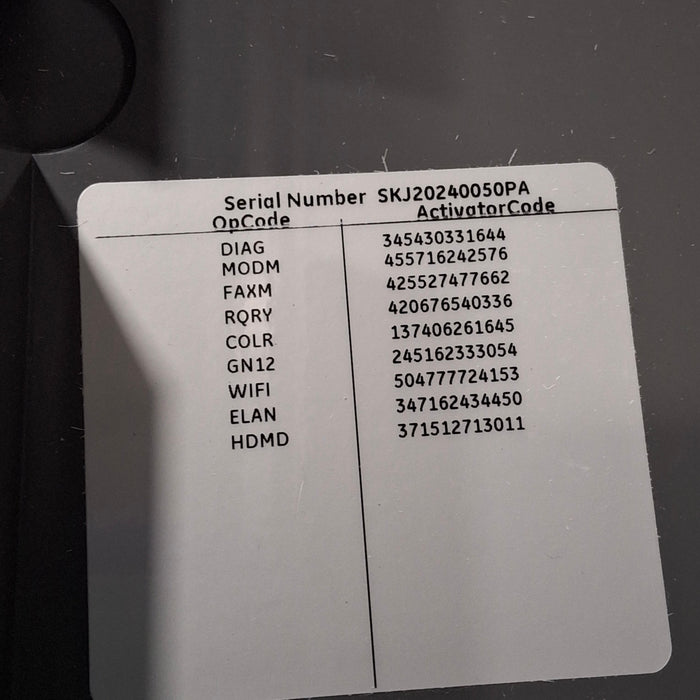 Serial Number SKJ20240050PA
OpCode ActivatorCode
DIAG 345430331644
MODM 455716242576
FAXM 425527477662
RQRY 420676540336
COLR 137406261645
GN12 245162333054
WIFI 504777724153
ELAN 347162434450
HDMD 371512713011